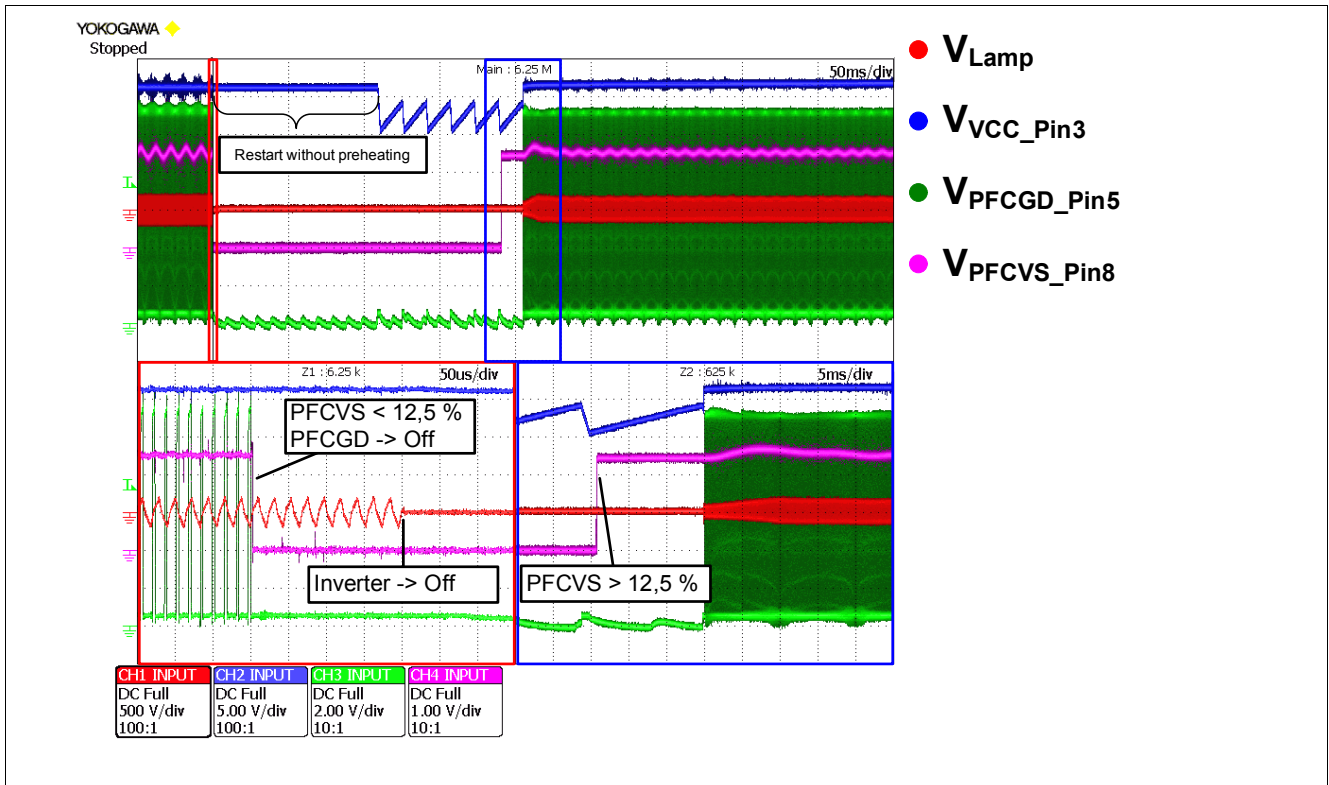 YOKOGAWA
Stopped
Main : 6.25 M
50ms/div
Restart without preheating
Z1 : 6.25 k
50us/div
PFCVS < 12,5 %
PFCGD -> Off
Inverter -> Off
Z2 : 625 k
5ms/div
PFCVS > 12,5 %
CH1 INPUT
DC Full
500 V/div
100:1
CH2 INPUT
DC Full
5.00 V/div
100:1
CH3 INPUT
DC Full
2.00 V/div
10:1
CH4 INPUT
DC Full
1.00 V/div
10:1
VLamp
VVCC_Pin3
VPFCGD_Pin5
VPFCVS_Pin8